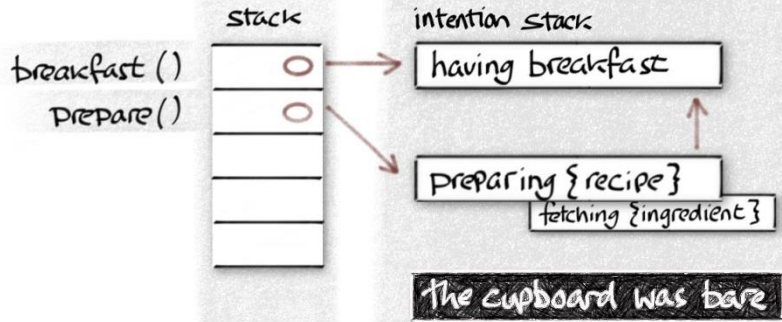 stack
intention stack
breakfast ()
having breakfast
prepare ()
preparing {recipe}
fetching {ingredient}
the cupboard was bare